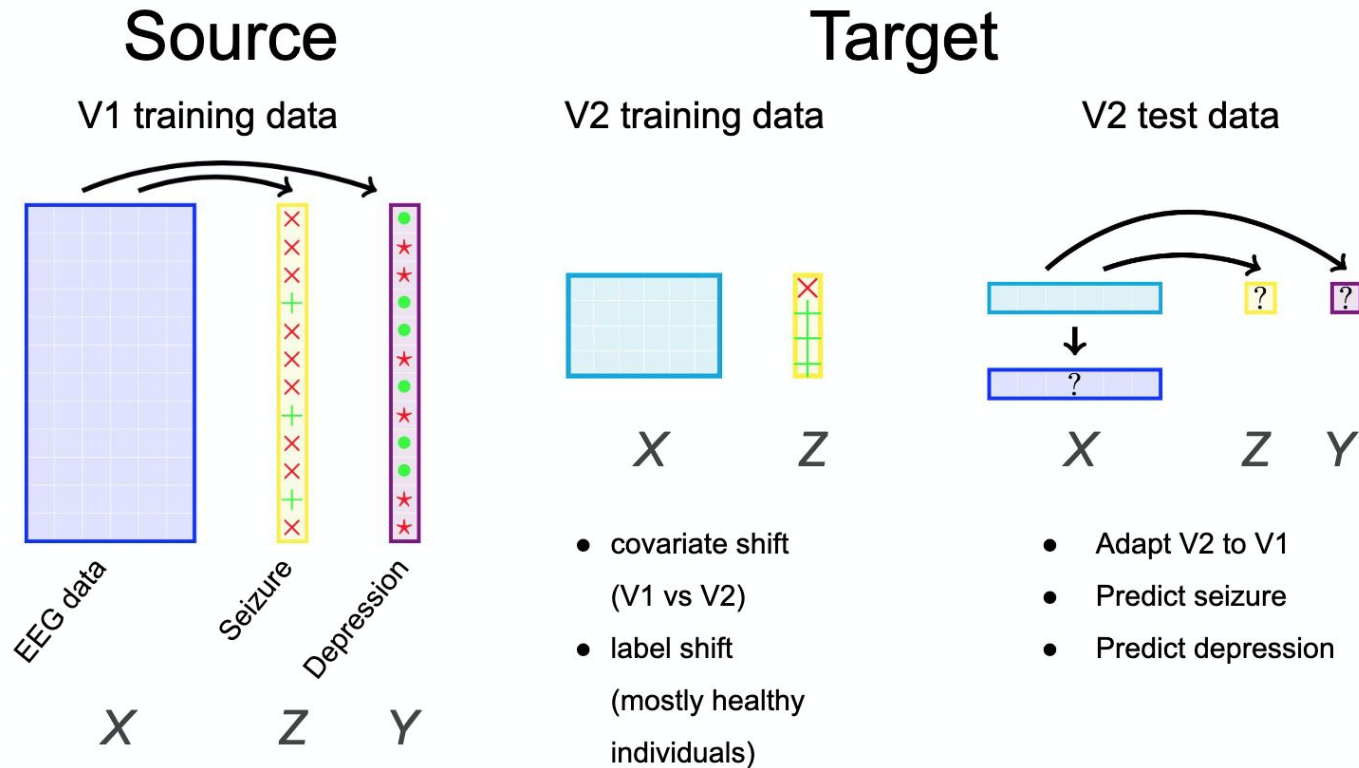 Source
V1 training data
EEG data
Seizure
Depression
X
Z
Y
Target
V2 training data
X
Z
● covariate shift
(V1 vs V2)
● label shift
(mostly healthy
individuals)
V2 test data
?
?
?
X
Z
Y
● Adapt V2 to V1
● Predict seizure
● Predict depression